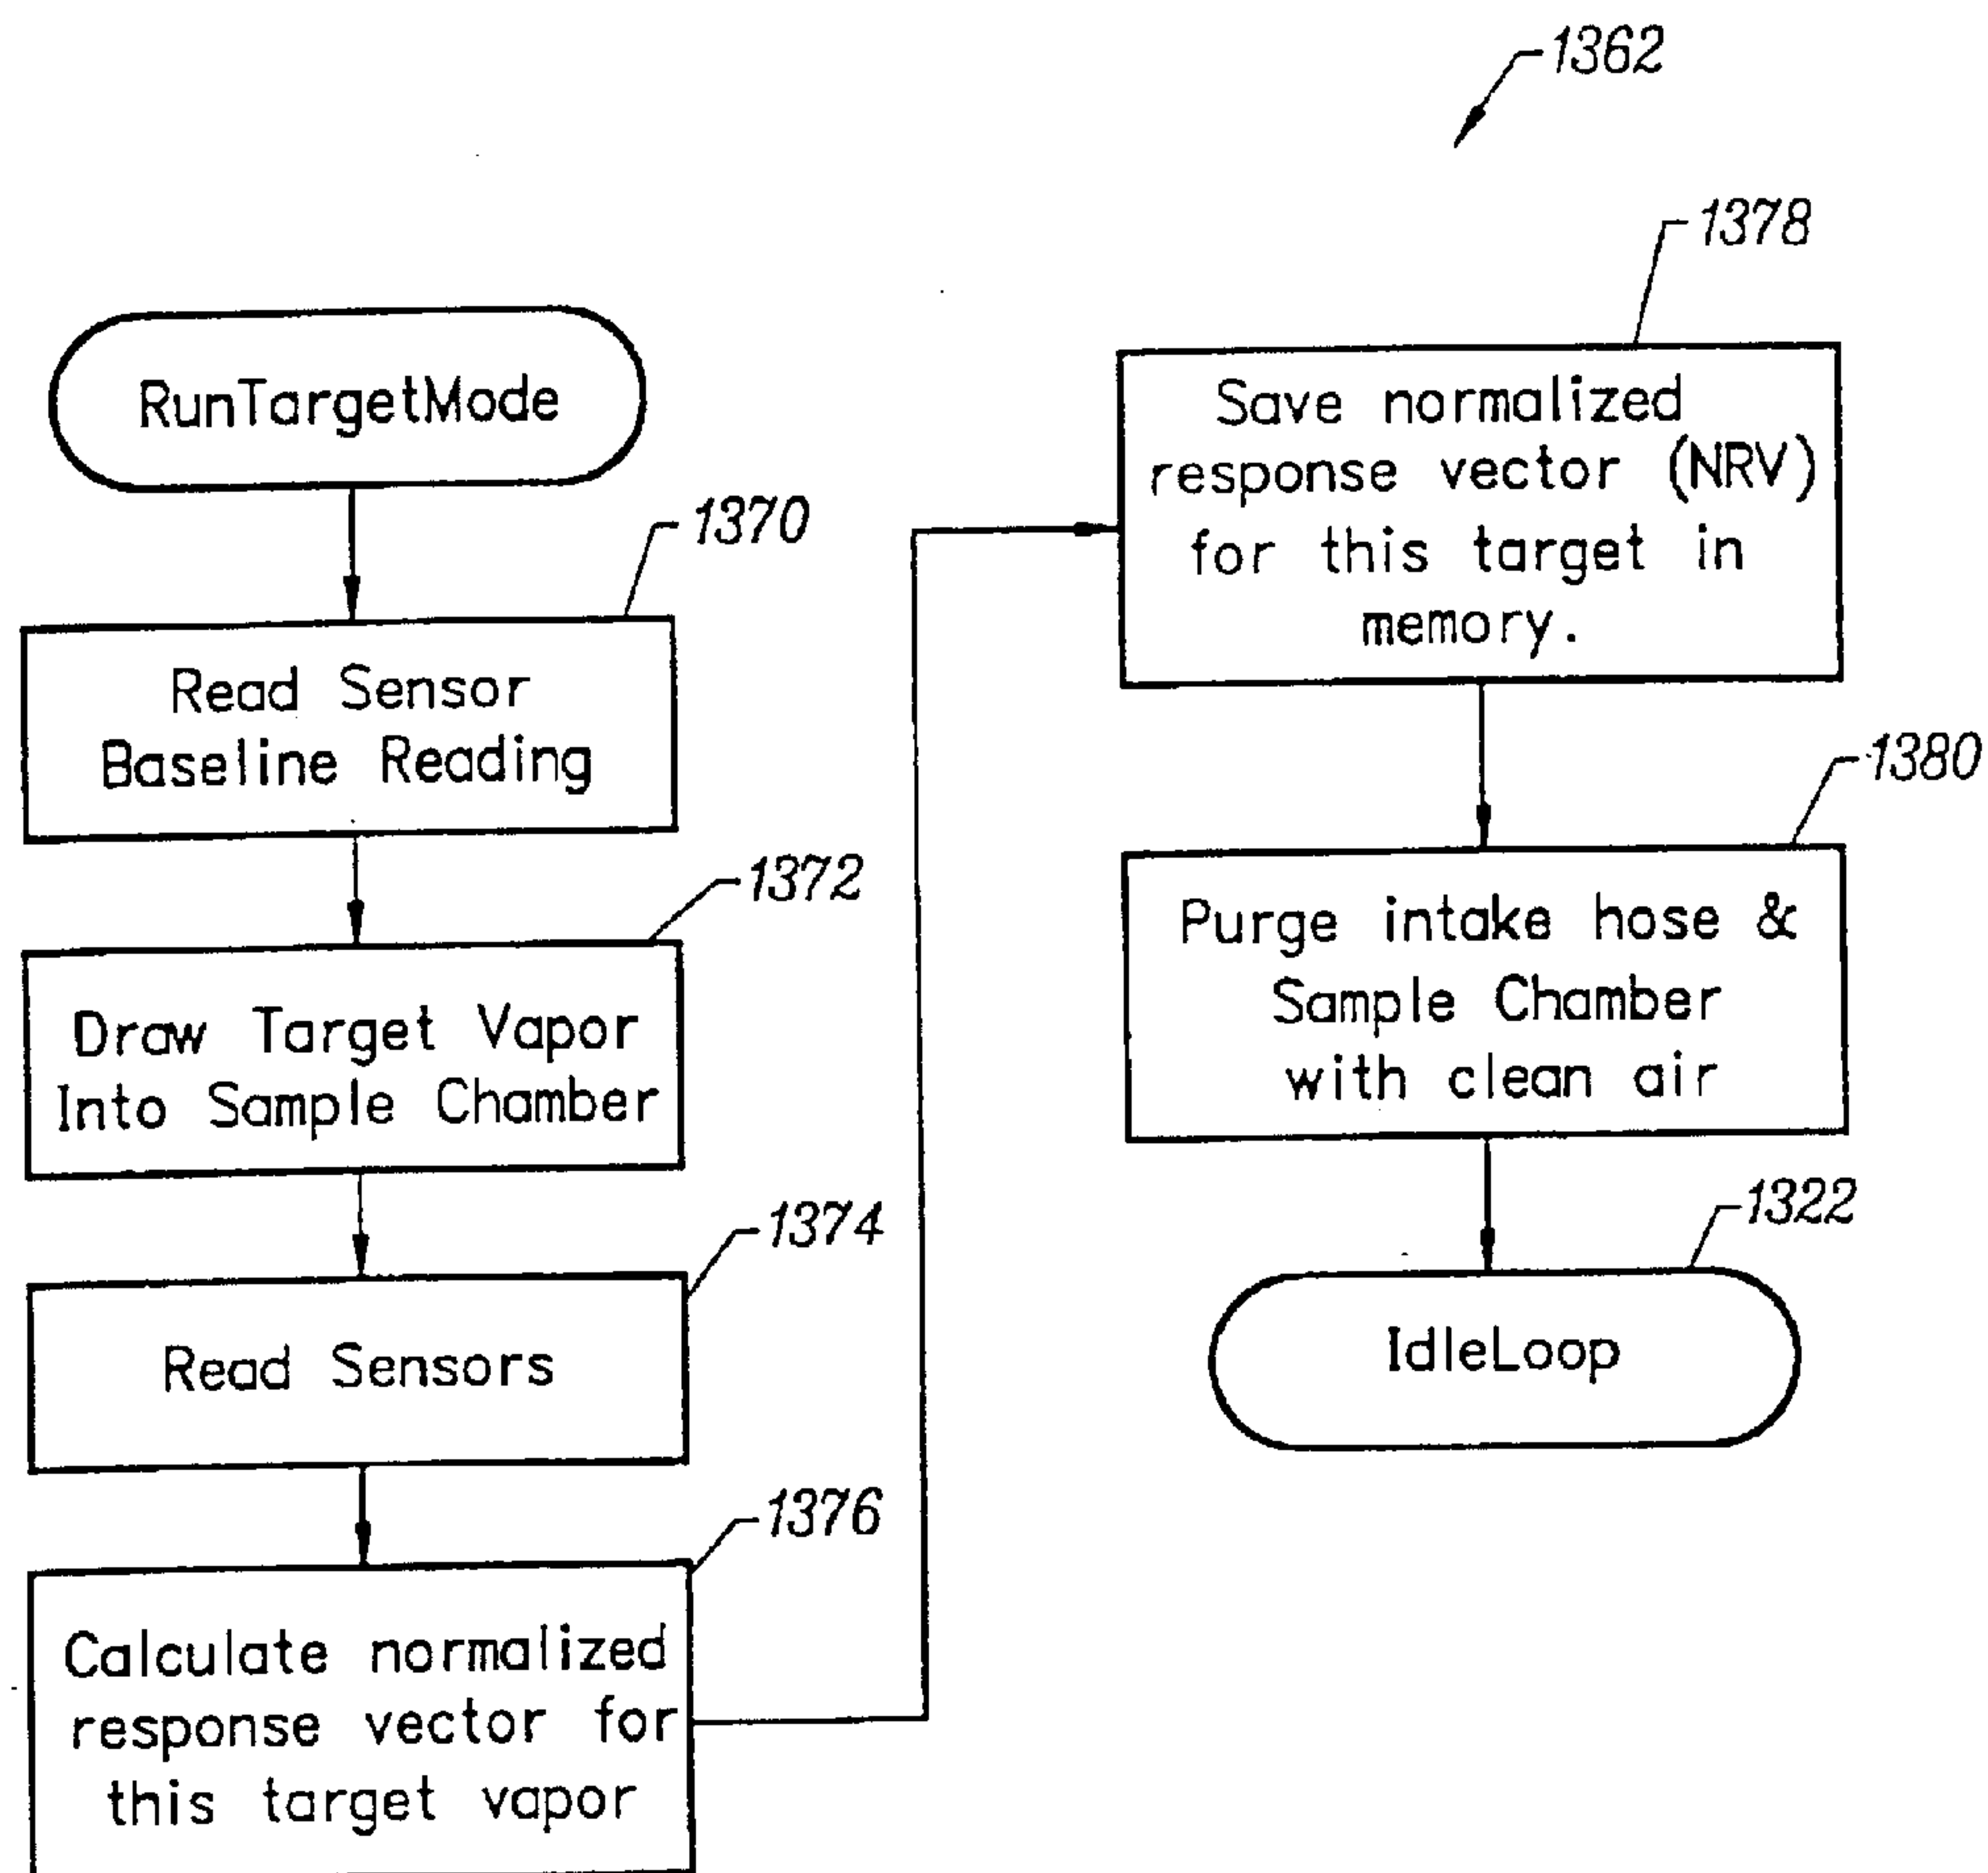 1362
RunTargetMode
1370
Read Sensor
Baseline Reading
1372
Draw Target Vapor
Into Sample Chamber
1374
Read Sensors
1376
Calculate normalized
response vector for
this target vapor
1378
Save normalized
response vector (NRV)
for this target in
memory.
1380
Purge intake hose &
Sample Chamber
with clean air
1322
IdleLoop